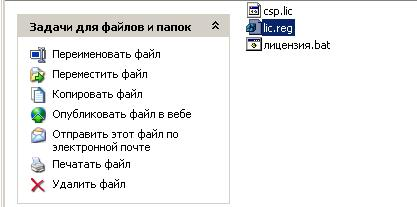 Задачи для файлов и папок
Переименовать файл
Переместить файл
Копировать файл
Опубликовать файл в вебе
Отправить этот файл по
электронной почте
Печатать файл
Удалить файл
csp.lic
lic.reg
лицензия.bat